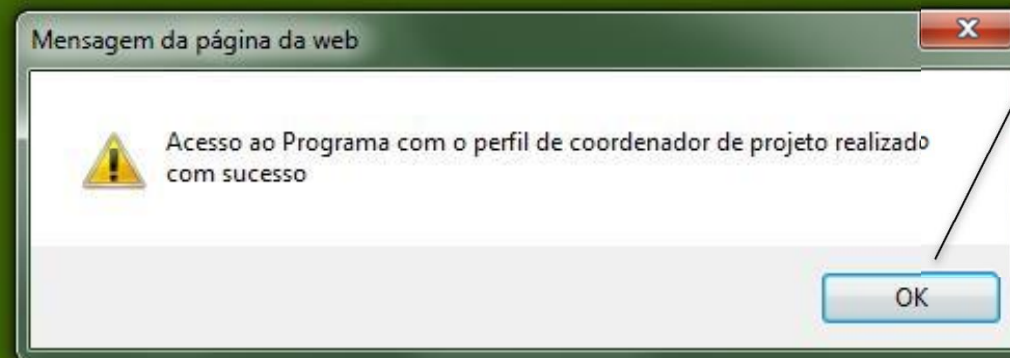 Mensagem da página da web
Acesso ao Programa com o perfil de coordenador de projeto realizado
com sucesso
OK